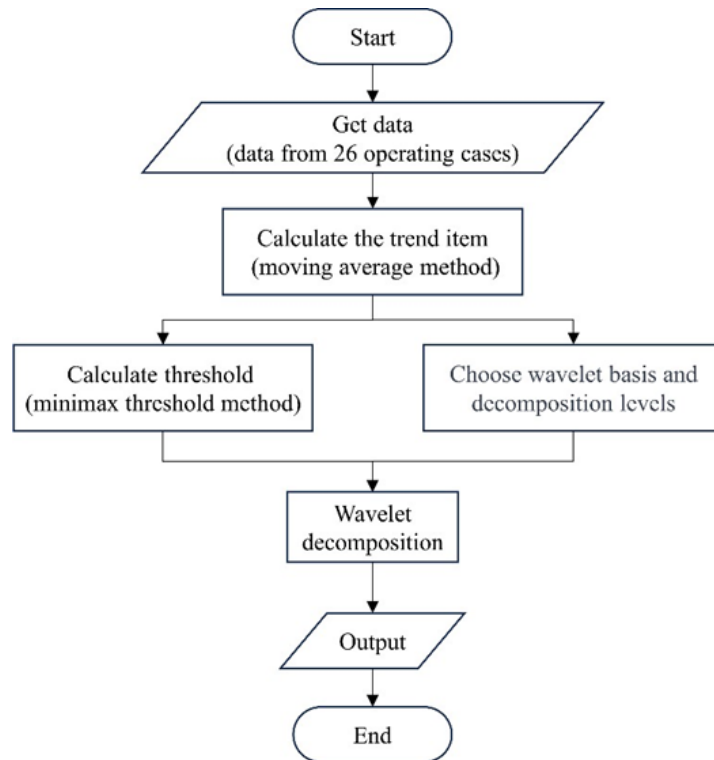 Start
Get data
(data from 26 operating cases)
Calculate the trend item
(moving average method)
Calculate threshold
(minimax threshold method)
Choose wavelet basis and
decomposition levels
Wavelet
decomposition
Output
End